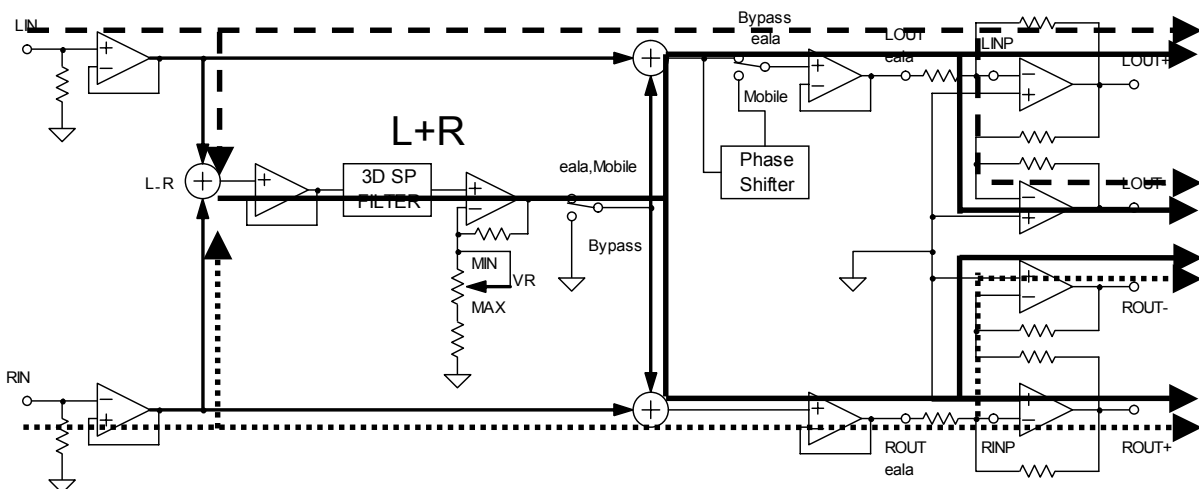 LIN
Bypass
eala
LOUT
eala
LINP
LOUT+
Mobile
L+R
Phase
Shifter
eala,Mobile
L-R
3D SP
FILTER
LOUT-
Bypass
MIN
VR
MAX
ROUT-
RIN
ROUT
eala
RINP
ROUT+